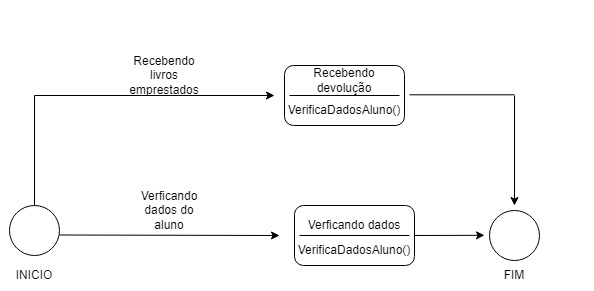 Recebendo
livros
emprestados
Recebendo
devolução
VerificaDadosAluno()
Verficando
dados do
aluno
Verficando dados
VerificaDadosAluno()
INICIO
FIM